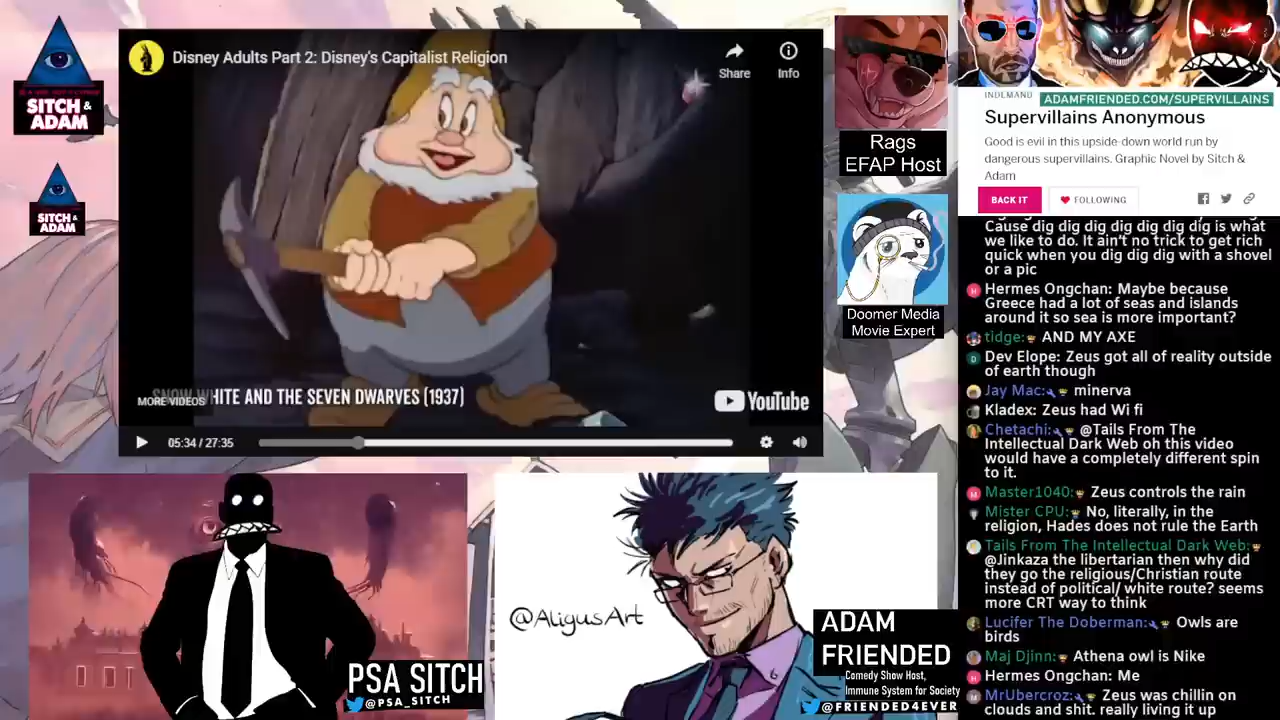 SITCH &
ADAM
SITCH &
ADAM
Disney Adults Part 2: Disney's Capitalist Religion
Share
Info
MORE VIDEOS
SNOW WHITE AND THE SEVEN DWARVES (1937)
YouTube
05:34 / 27:35
Rags
EFAP Host
Doomer Media
Movie Expert
INDEMAND
ADAMFRIENDED.COM/SUPERVILLAINS
Supervillains Anonymous
Good is evil in this upside-down world run by
dangerous supervillains. Graphic Novel by Sitch &
Adam
BACK IT
FOLLOWING
Cause dig dig dig dig dig dig dig is what
we like to do. It ain't no trick to get rich
quick when you dig dig dig with a shovel
or a pic
Hermes Ongchan: Maybe because
Greece had a lot of seas and islands
around it so sea is more important?
tidge: AND MY AXE
Dev Elope: Zeus got all of reality outside
of earth though
Jay Mac: minerva
Kladex: Zeus had Wi fi
Chetachi: @Tails From The
Intellectual Dark Web oh this video
would have a completely different spin
to it.
Master1040: Zeus controls the rain
Mister CPU: No, literally, in the
religion, Hades does not rule the Earth
Tails From The Intellectual Dark Web:
@Jinkaza the libertarian then why did
they go the religious/Christian route
instead of political/ white route? seems
more CRT way to think
Lucifer The Doberman: Owls are
birds
Maj Djinn: Athena owl is Nike
Hermes Ongchan: Me
MrUbercroz: Zeus was chillin on
clouds and shit. really living it up
PSA SITCH
@PSA_SITCH
@AligusArt
ADAM
FRIENDED
Comedy Show Host,
Immune System for Society
@FRIENDED4EVER